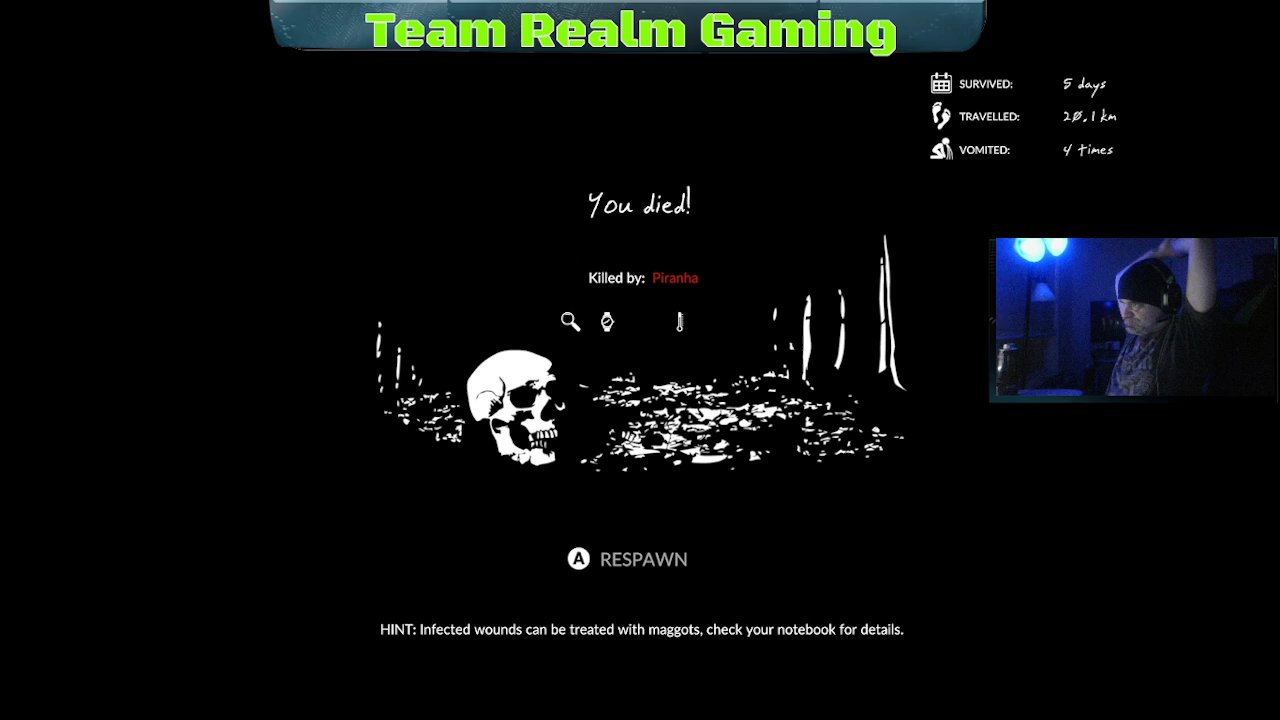 Team Realm Gaming
SURVIVED: 5 days
TRAVELLED: 20.1 km
VOMITED: 4 times
You died!
Killed by: Piranha
A RESPAWN
HINT: Infected wounds can be treated with maggots, check your notebook for details.